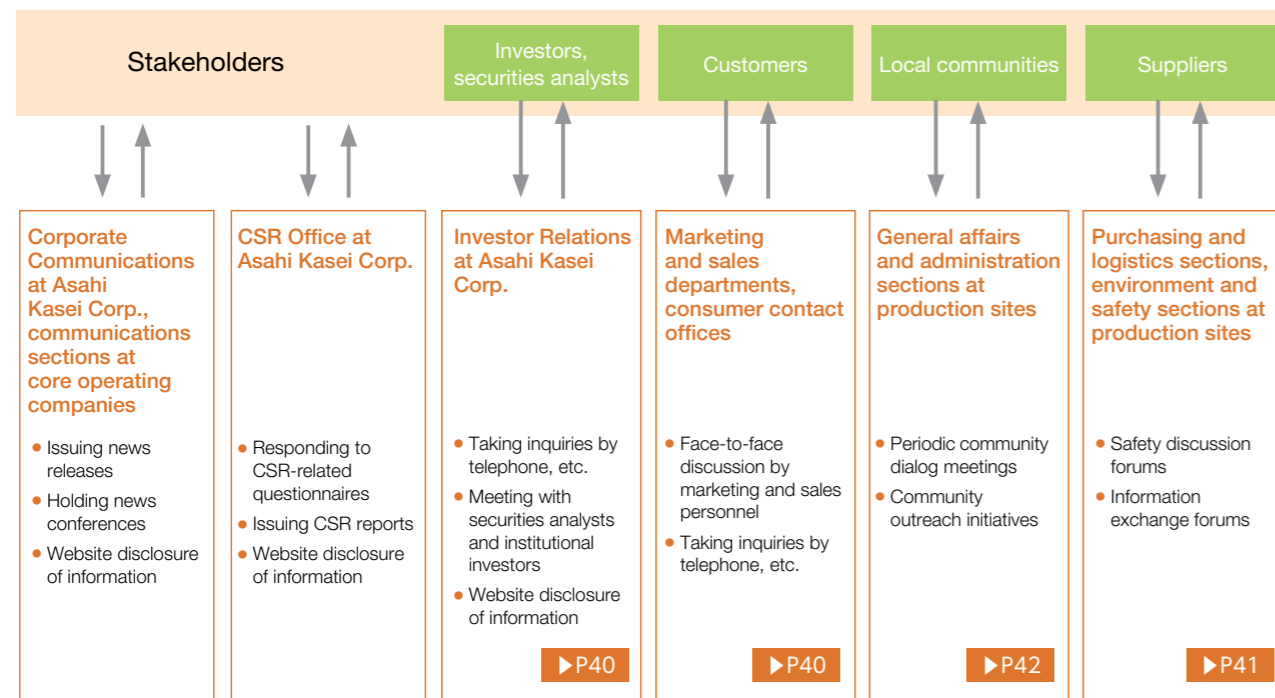 Stakeholders
Investors,
securities analysts
Customers
Local communities
Suppliers
Corporate
Communications
at Asahi
Kasei Corp.,
communications
sections at
core operating
companies
• Issuing news
releases
• Holding news
conferences
• Website disclosure
of information
CSR Office at
Asahi Kasei Corp.
• Responding to
CSR-related
questionnaires
• Issuing CSR reports
• Website disclosure
of information
Investor Relations
at Asahi Kasei
Corp.
• Taking inquiries by
telephone, etc.
• Meeting with
securities analysts
and institutional
investors
• Website disclosure
of information
▶P40
Marketing
and sales
departments,
consumer contact
offices
• Face-to-face
discussion by
marketing and sales
personnel
• Taking inquiries by
telephone, etc.
▶P40
General affairs
and administration
sections at
production sites
• Periodic community
dialog meetings
• Community
outreach initiatives
▶P42
Purchasing and
logistics sections,
environment and
safety sections at
production sites
• Safety discussion
forums
• Information
exchange forums
▶P41